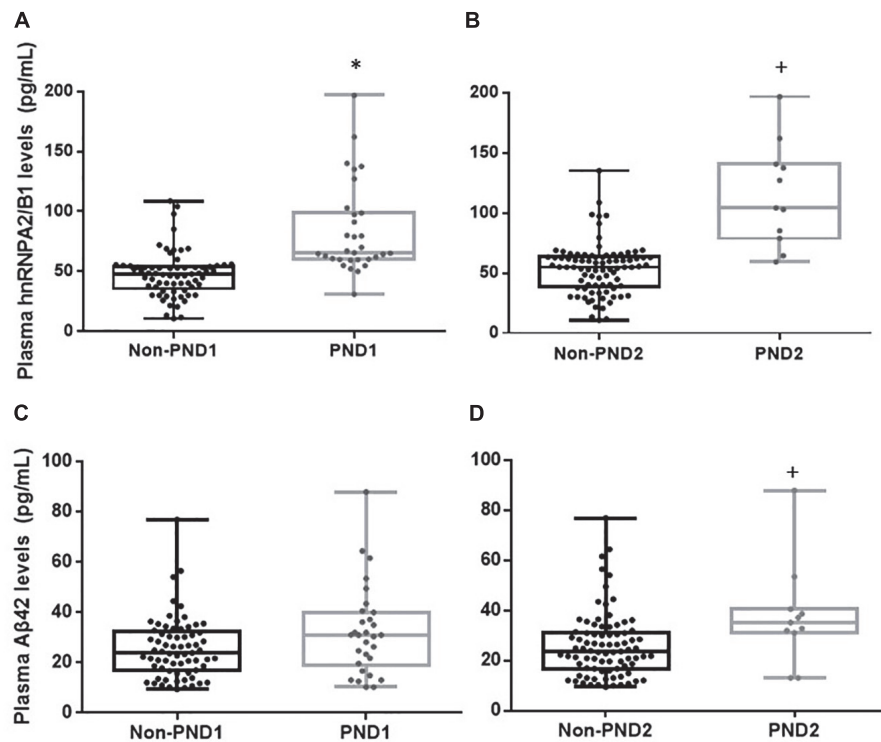 A
B
Plasma hnRNPA2/B1 levels (pg/mL)
200
150
100
50
0
*
Non-PND1
PND1
200
150
100
50
0
+
Non-PND2
PND2
C
D
Plasma Aβ42 levels (pg/mL)
100
80
60
40
20
0
Non-PND1
PND1
100
80
60
40
20
0
+
Non-PND2
PND2